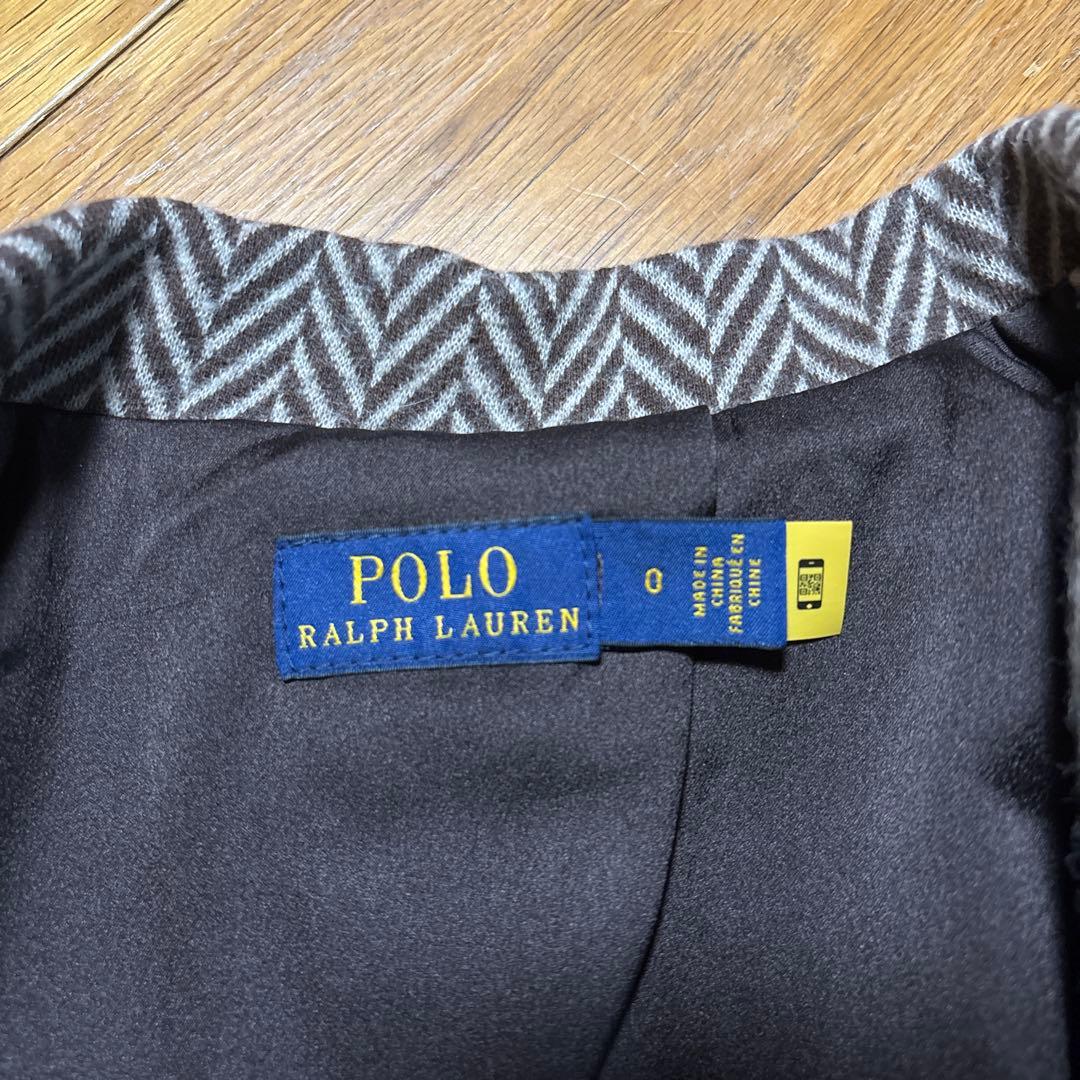 POLO
RALPH LAUREN
0
MADE IN
CHINA
FABRIQUÉ EN
CHINE